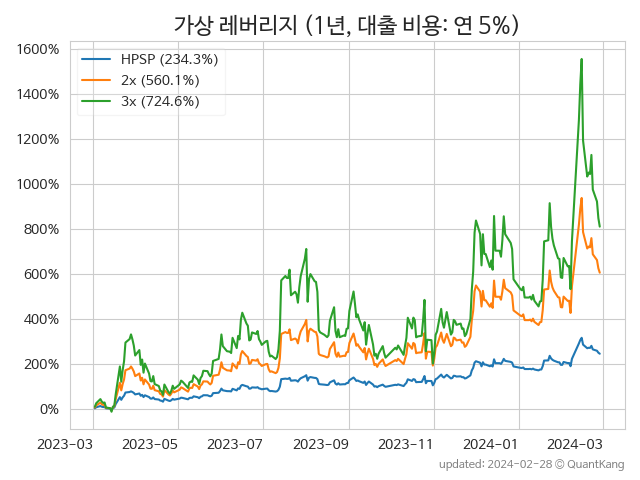 가상 레버리지 (1년, 대출 비용: 연 5%)
1600%
1400%
1200%
1000%
800%
600%
400%
200%
0%
HPSP (234.3%)
2x (560.1%)
3x (724.6%)
2023-03 2023-05 2023-07 2023-09 2023-11 2024-01 2024-03
updated: 2024-02-28 © QuantKang